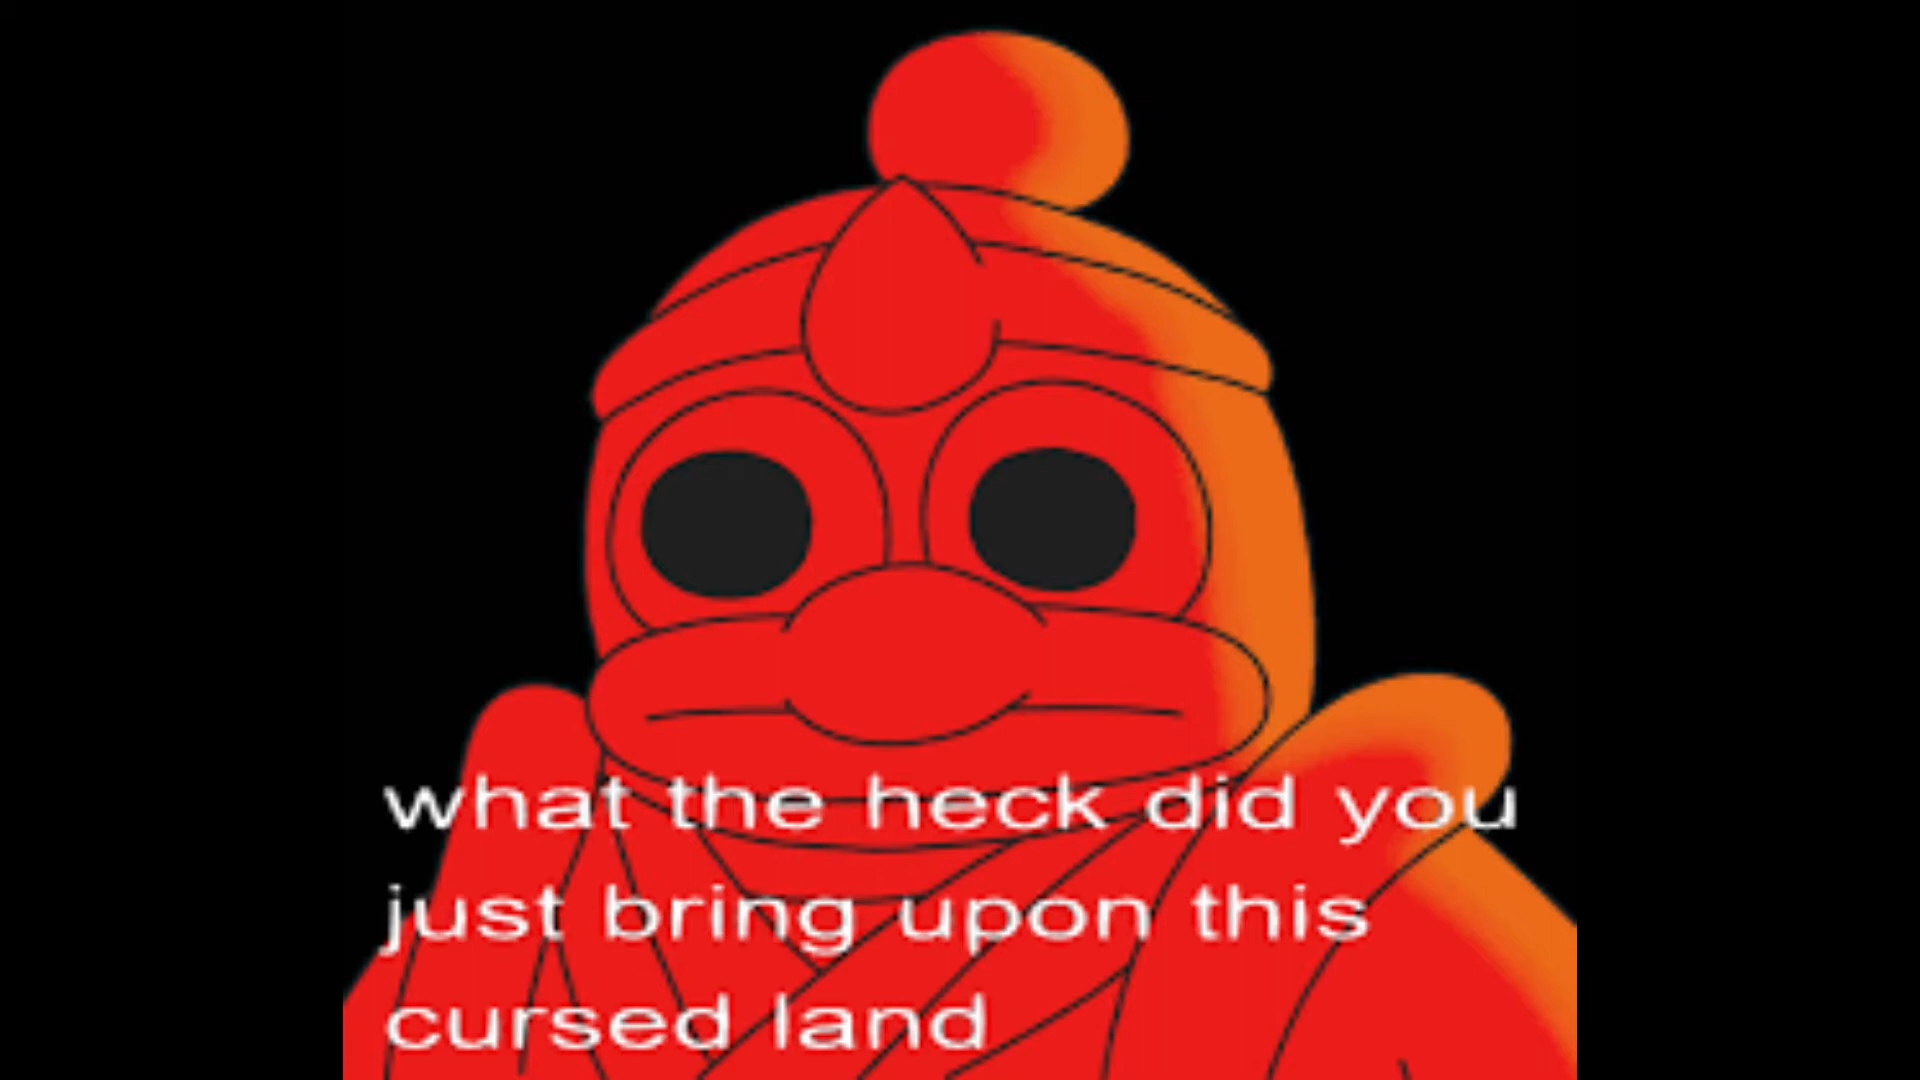 what the heck did you
just bring upon this
cursed land